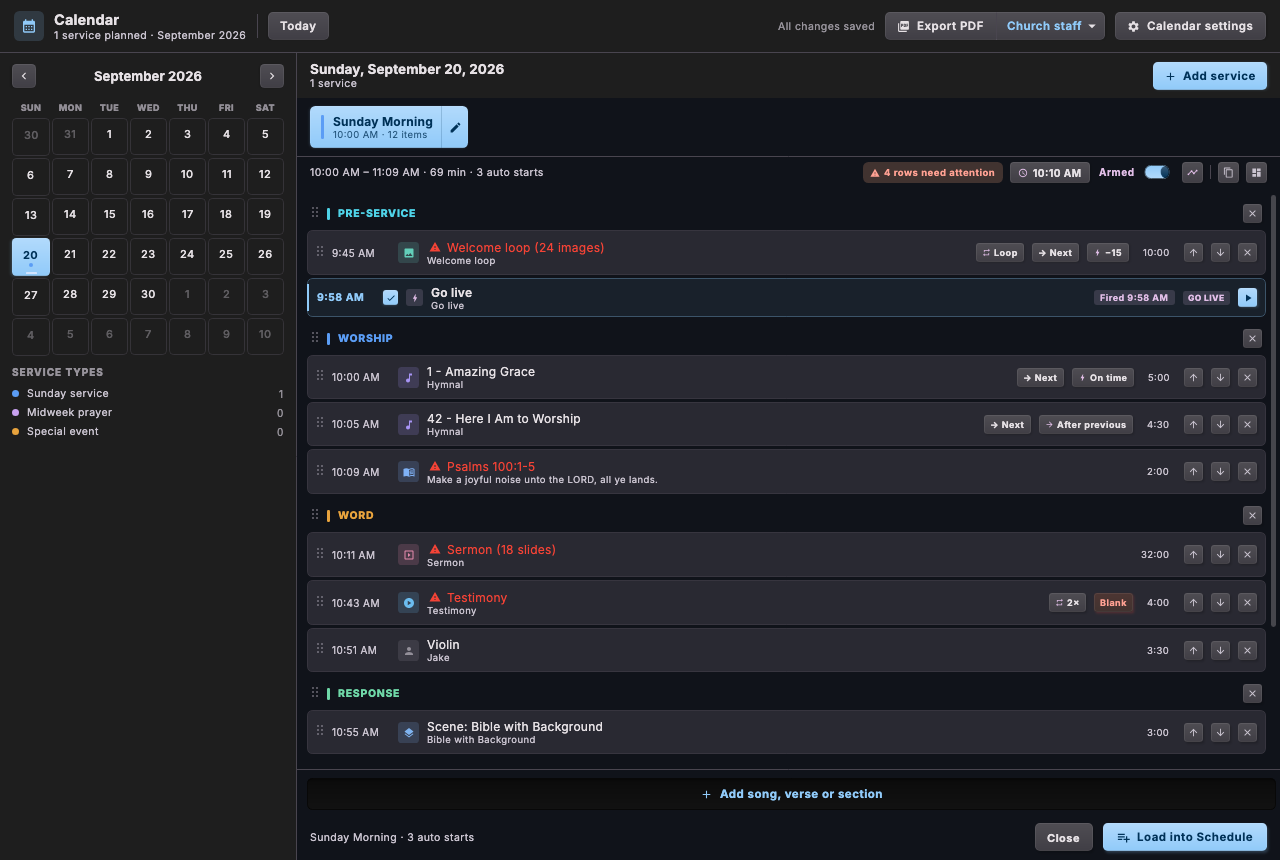 Calendar
1 service planned · September 2026
Today
All changes saved
Export PDF
Church staff
Calendar settings
September 2026
SUN MON TUE WED THU FRI SAT
30 31 1 2 3 4 5
6 7 8 9 10 11 12
13 14 15 16 17 18 19
20 21 22 23 24 25 26
27 28 29 30 1 2 3
4 5 6 7 8 9 10
SERVICE TYPES
Sunday service 1
Midweek prayer 0
Special event 0
Sunday, September 20, 2026
1 service
+ Add service
Sunday Morning
10:00 AM · 12 items
10:00 AM – 11:09 AM · 69 min · 3 auto starts
4 rows need attention
10:10 AM
Armed
PRE-SERVICE
9:45 AM
Welcome loop (24 images)
Welcome loop
Loop
Next
−15
10:00
9:58 AM
Go live
Go live
Fired 9:58 AM
GO LIVE
WORSHIP
10:00 AM
1 - Amazing Grace
Hymnal
Next
On time
5:00
10:05 AM
42 - Here I Am to Worship
Hymnal
Next
After previous
4:30
10:09 AM
Psalms 100:1-5
Make a joyful noise unto the LORD, all ye lands.
2:00
WORD
10:11 AM
Sermon (18 slides)
Sermon
32:00
10:43 AM
Testimony
Testimony
2×
Blank
4:00
10:51 AM
Violin
Jake
3:30
RESPONSE
10:55 AM
Scene: Bible with Background
Bible with Background
3:00
+ Add song, verse or section
Sunday Morning · 3 auto starts
Close
Load into Schedule